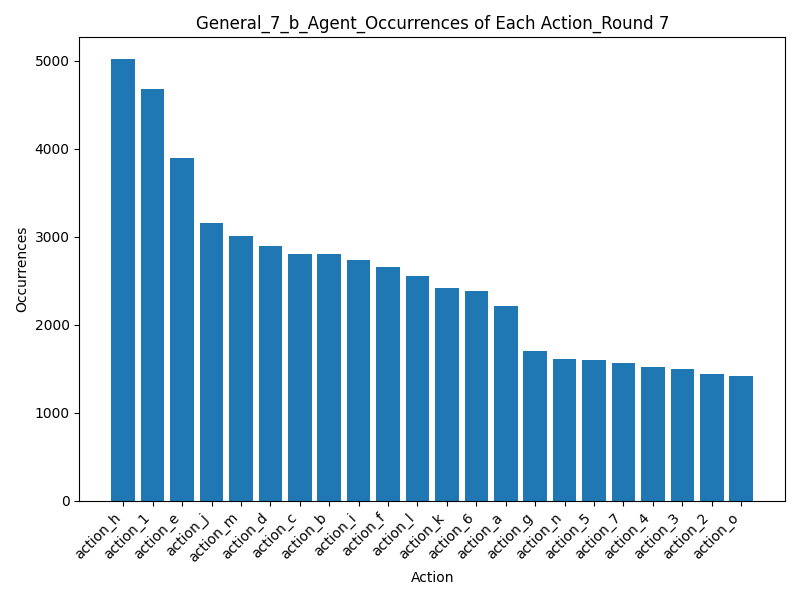 General_7_b_Agent_Occurrences of Each Action_Round 7
Occurrences
5000
4000
3000
2000
1000
0
action_h
action_1
action_e
action_j
action_m
action_d
action_c
action_b
action_i
action_f
action_l
action_k
action_6
action_a
action_g
action_n
action_5
action_7
action_4
action_3
action_2
action_o
Action